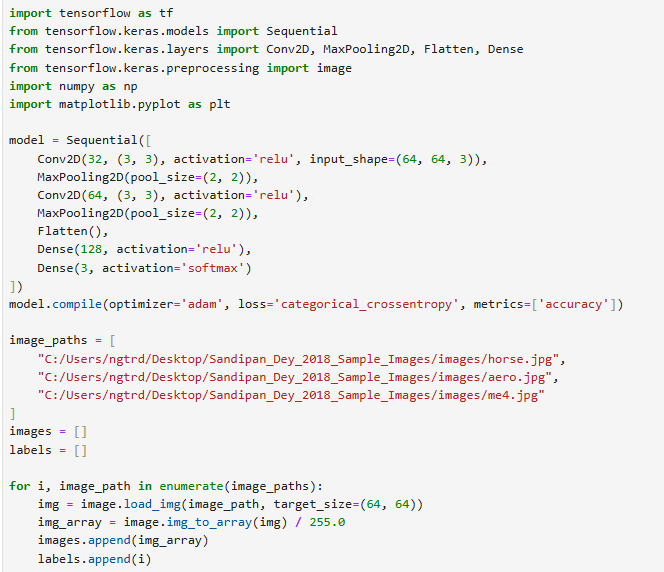 import tensorflow as tf
from tensorflow.keras.models import Sequential
from tensorflow.keras.layers import Conv2D, MaxPooling2D, Flatten, Dense
from tensorflow.keras.preprocessing import image
import numpy as np
import matplotlib.pyplot as plt

model = Sequential([
    Conv2D(32, (3, 3), activation='relu', input_shape=(64, 64, 3)),
    MaxPooling2D(pool_size=(2, 2)),
    Conv2D(64, (3, 3), activation='relu'),
    MaxPooling2D(pool_size=(2, 2)),
    Flatten(),
    Dense(128, activation='relu'),
    Dense(3, activation='softmax')
])
model.compile(optimizer='adam', loss='categorical_crossentropy', metrics=['accuracy'])

image_paths = [
    "C:/Users/ngtrd/Desktop/Sandipan_Dey_2018_Sample_Images/images/horse.jpg",
    "C:/Users/ngtrd/Desktop/Sandipan_Dey_2018_Sample_Images/images/aero.jpg",
    "C:/Users/ngtrd/Desktop/Sandipan_Dey_2018_Sample_Images/images/me4.jpg"
]
images = []
labels = []

for i, image_path in enumerate(image_paths):
    img = image.load_img(image_path, target_size=(64, 64))
    img_array = image.img_to_array(img) / 255.0
    images.append(img_array)
    labels.append(i)